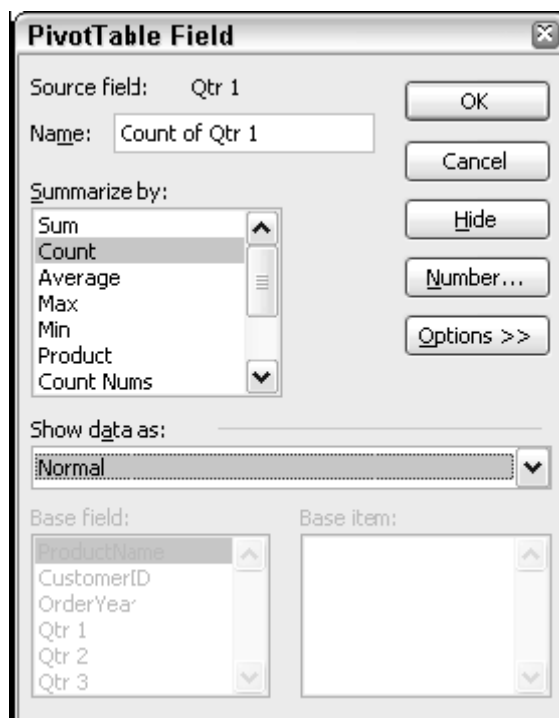 PivotTable Field
Source field: Qtr 1
OK
Name: Count of Qtr 1
Cancel
Summarize by:
Sum
Count
Average
Max
Min
Product
Count Nums
Hide
Number...
Options >>
Show data as:
Normal
Base field:
ProductName
CustomerID
OrderYear
Qtr 1
Qtr 2
Qtr 3
Base item: